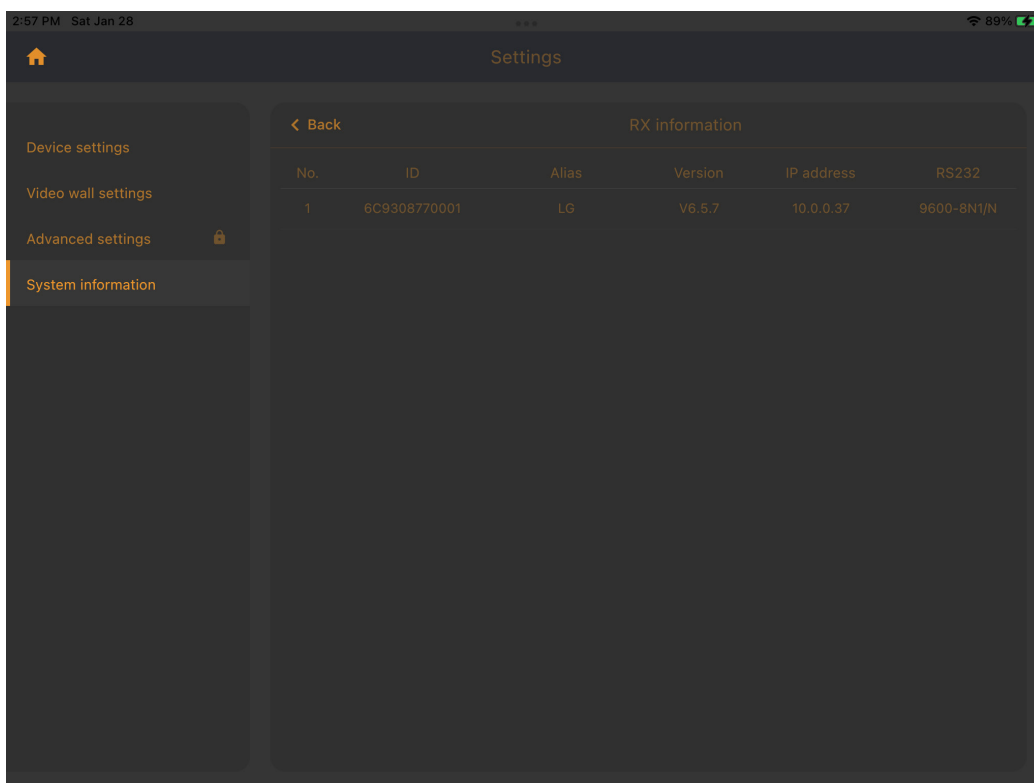 2:57 PM Sat Jan 28 89%
Settings
Device settings
Video wall settings
Advanced settings
System information
Back RX information
No. ID Alias Version IP address RS232
1 6C9308770001 LG V6.5.7 10.0.0.37 9600-8N1/N